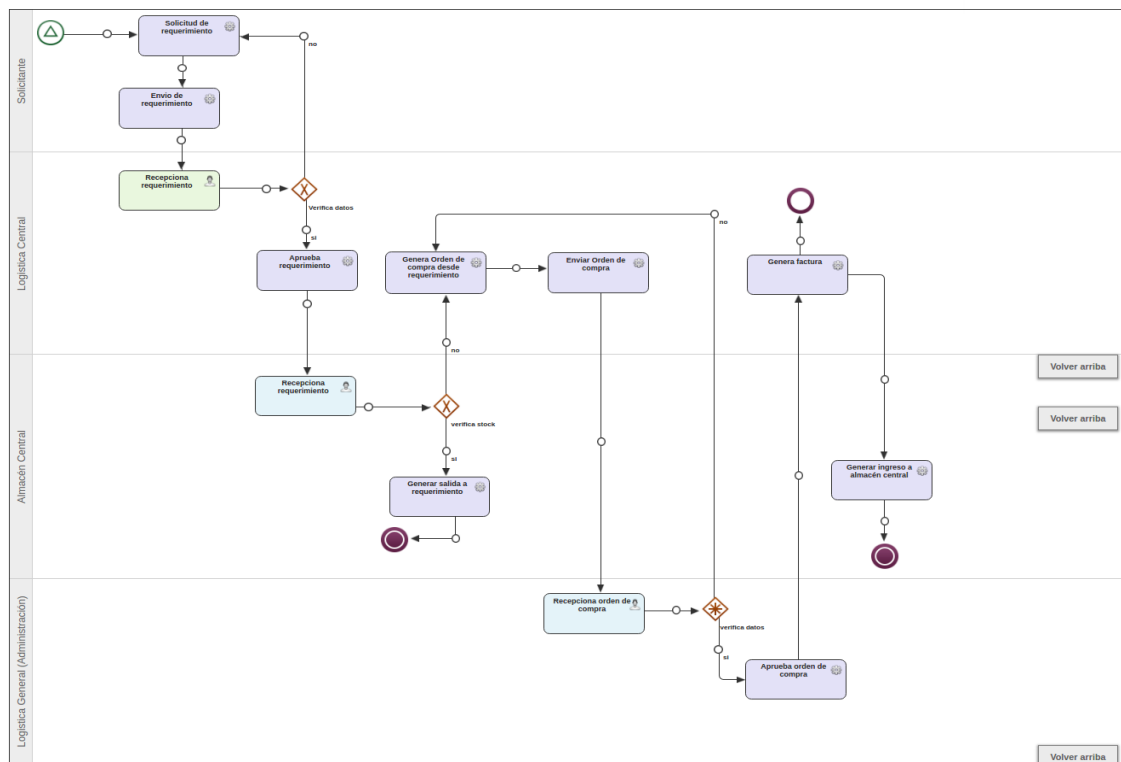 Solicitante
Solicitud de
requerimiento
no
Envio de
requerimiento
Logística Central
Recepciona
requerimiento
Verifica datos
si
Aprueba
requerimiento
Genera Orden de
compra desde
requerimiento
Enviar Orden de
compra
no
Genera factura
Almacén Central
Volver arriba
Recepciona
requerimiento
no
verifica stock
si
Volver arriba
Generar salida a
requerimiento
Generar ingreso a
almacén central
Logística General (Administración)
Recepciona orden de
compra
verifica datos
si
Aprueba orden de
compra
Volver arriba